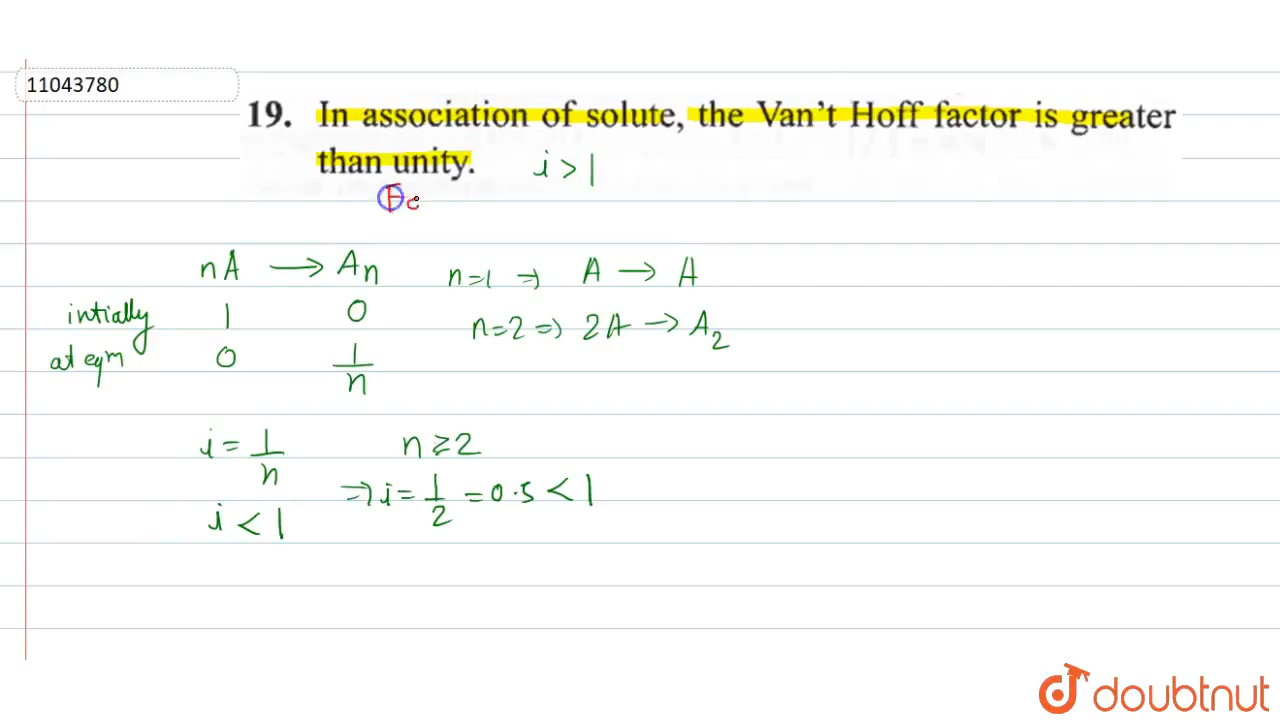 11043780
19. In association of solute, the Van't Hoff factor is greater
than unity. i > 1
F
nA → An n=1 ⇒ A → A
intially 1 0 n=2 ⇒ 2A → A2
at eqm 0 1/n
i = 1/n n ≥ 2
⇒ i = 1/2 = 0.5 < 1
i < 1
doubtnut